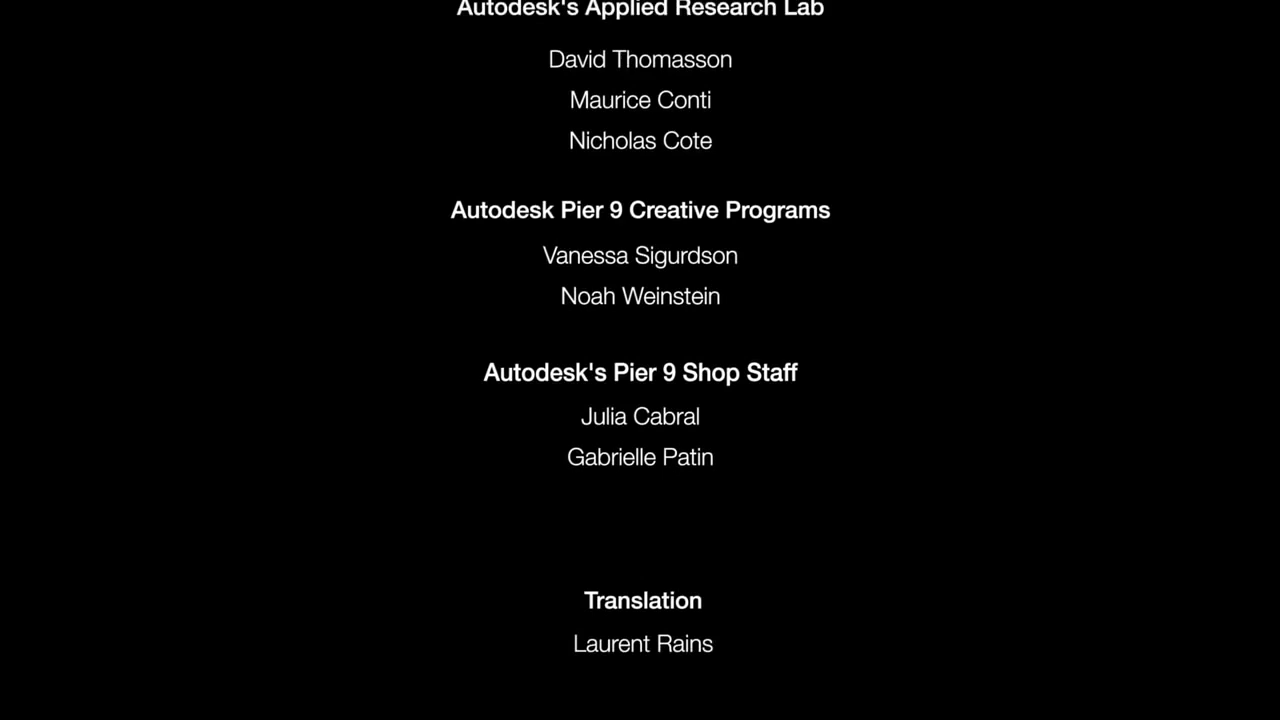 Autodesk's Applied Research Lab
David Thomasson
Maurice Conti
Nicholas Cote
Autodesk Pier 9 Creative Programs
Vanessa Sigurdson
Noah Weinstein
Autodesk's Pier 9 Shop Staff
Julia Cabral
Gabrielle Patin
Translation
Laurent Rains